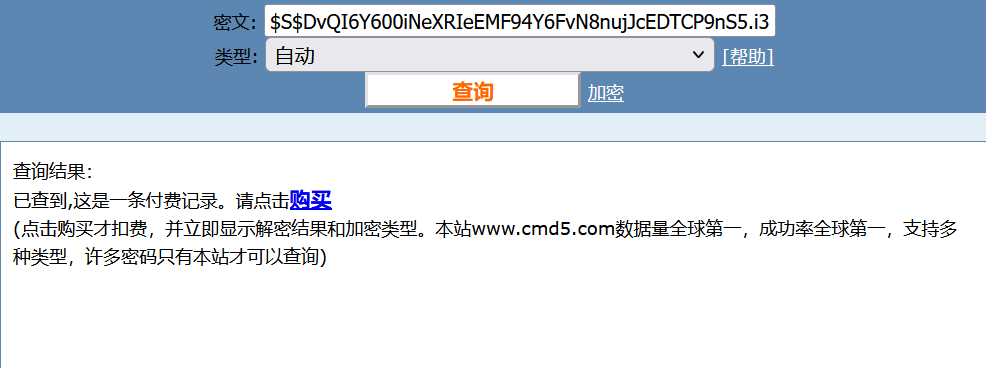 密文: $S$DvQI6Y600iNeXRIeEMF94Y6FvN8nujJcEDTCP9nS5.i3
类型: 自动 [帮助]
查询 加密
查询结果：
已查到,这是一条付费记录。请点击购买
(点击购买才扣费，并立即显示解密结果和加密类型。本站www.cmd5.com数据量全球第一，成功率全球第一，支持多
种类型，许多密码只有本站才可以查询)